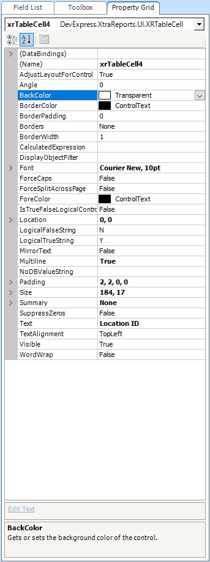 Field List Toolbox Property Grid
xrTableCell4 DevExpress.XtraReports.UI.XRTableCell
(DataBindings)
(Name) xrTableCell4
AdjustLayoutForControl True
Angle 0
BackColor Transparent
BorderColor ControlText
BorderPadding 0
Borders None
BorderWidth 1
CalculatedExpression
DisplayObjectFilter
Font Courier New, 10pt
ForceCaps False
ForceSplitAcrossPage False
ForeColor ControlText
IsTrueFalseLogicalContro False
Location 0, 0
LogicalFalseString N
LogicalTrueString Y
MirrorText False
Multiline True
NoDBValueString
Padding 2, 2, 0, 0
Size 184, 17
Summary None
SuppressZeros False
Text Location ID
TextAlignment TopLeft
Visible True
WordWrap False
Edit Text
BackColor
Gets or sets the background color of the control.